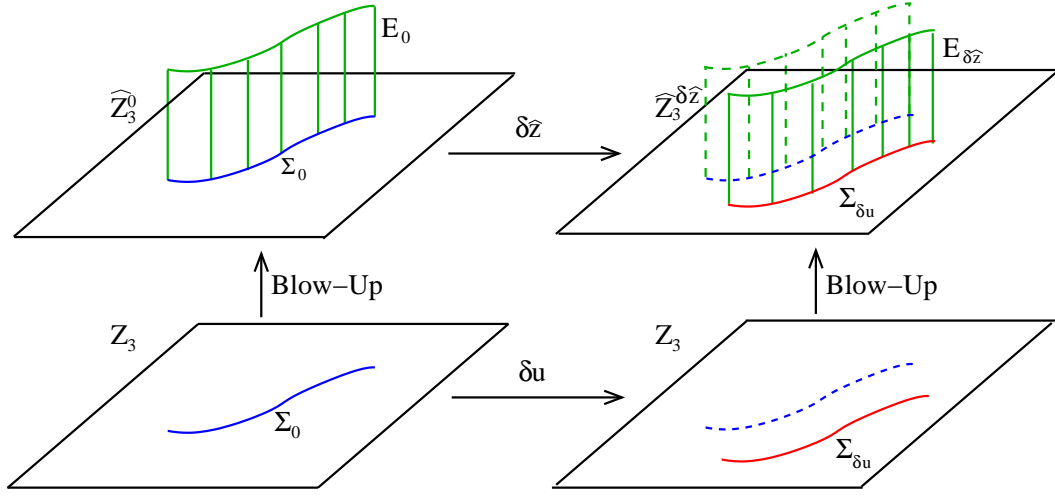 E₀
E_δẑ
Ẑ₃⁰
δẑ
Ẑ₃^δẑ
Σ₀
Σ_δu
Blow–Up
Blow–Up
Z₃
Z₃
δu
Σ₀
Σ_δu